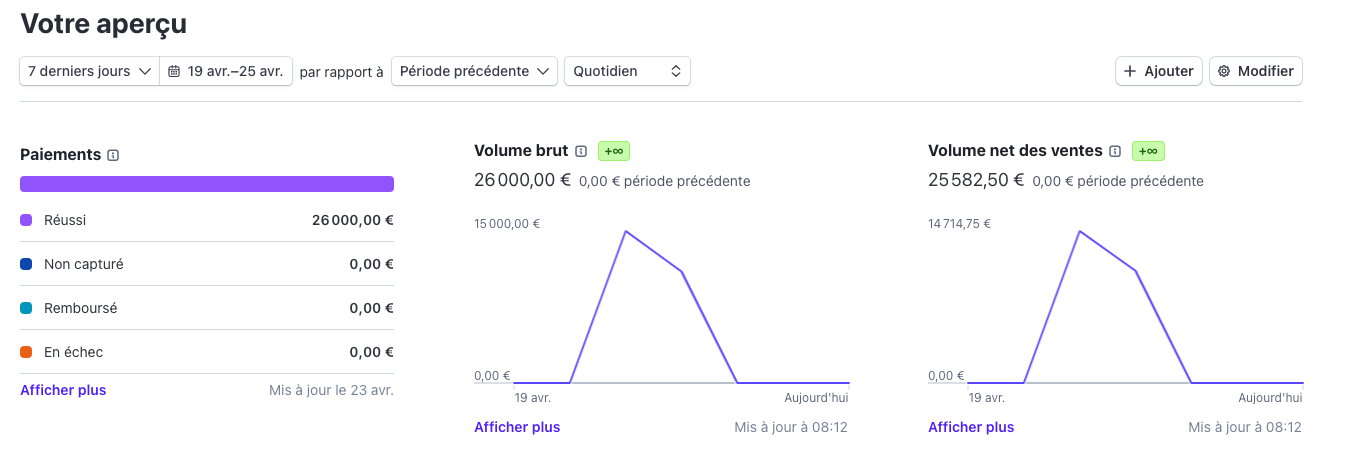 Votre aperçu
7 derniers jours 19 avr.–25 avr. par rapport à Période précédente Quotidien + Ajouter Modifier
Paiements
Réussi 26 000,00 €
Non capturé 0,00 €
Remboursé 0,00 €
En échec 0,00 €
Afficher plus Mis à jour le 23 avr.
Volume brut +∞
26 000,00 € 0,00 € période précédente
15 000,00 €
0,00 €
19 avr. Aujourd'hui
Afficher plus Mis à jour à 08:12
Volume net des ventes +∞
25 582,50 € 0,00 € période précédente
14 714,75 €
0,00 €
19 avr. Aujourd'hui
Afficher plus Mis à jour à 08:12